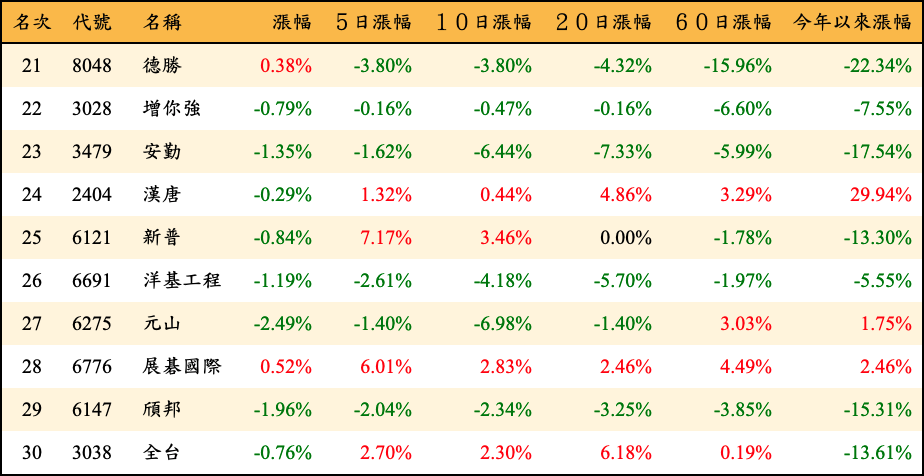 名次 代號 名稱 漲幅 ５日漲幅 １０日漲幅 ２０日漲幅 ６０日漲幅 今年以來漲幅
21 8048 德勝 0.38% -3.80% -3.80% -4.32% -15.96% -22.34%
22 3028 增你強 -0.79% -0.16% -0.47% -0.16% -6.60% -7.55%
23 3479 安勤 -1.35% -1.62% -6.44% -7.33% -5.99% -17.54%
24 2404 漢唐 -0.29% 1.32% 0.44% 4.86% 3.29% 29.94%
25 6121 新普 -0.84% 7.17% 3.46% 0.00% -1.78% -13.30%
26 6691 洋基工程 -1.19% -2.61% -4.18% -5.70% -1.97% -5.55%
27 6275 元山 -2.49% -1.40% -6.98% -1.40% 3.03% 1.75%
28 6776 展碁國際 0.52% 6.01% 2.83% 2.46% 4.49% 2.46%
29 6147 頎邦 -1.96% -2.04% -2.34% -3.25% -3.85% -15.31%
30 3038 全台 -0.76% 2.70% 2.30% 6.18% 0.19% -13.61%